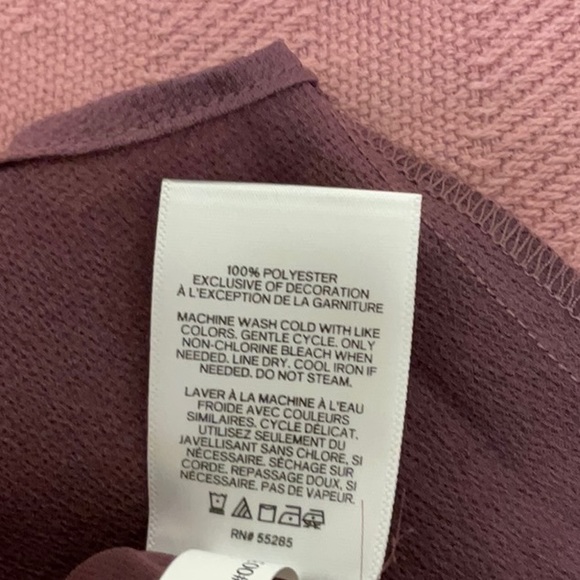 100% POLYESTER
EXCLUSIVE OF DECORATION
À L'EXCEPTION DE LA GARNITURE
MACHINE WASH COLD WITH LIKE
COLORS. GENTLE CYCLE. ONLY
NON-CHLORINE BLEACH WHEN
NEEDED. LINE DRY. COOL IRON IF
NEEDED. DO NOT STEAM.
LAVER À LA MACHINE À L'EAU
FROIDE AVEC COULEURS
SIMILAIRES. CYCLE DÉLICAT.
UTILISEZ SEULEMENT DU
JAVELLISANT SANS CHLORE, SI
NÉCESSAIRE. SÉCHAGE SUR
CORDE. REPASSAGE DOUX, SI
NÉCESSAIRE. PAS DE VAPEUR.
RN# 55285